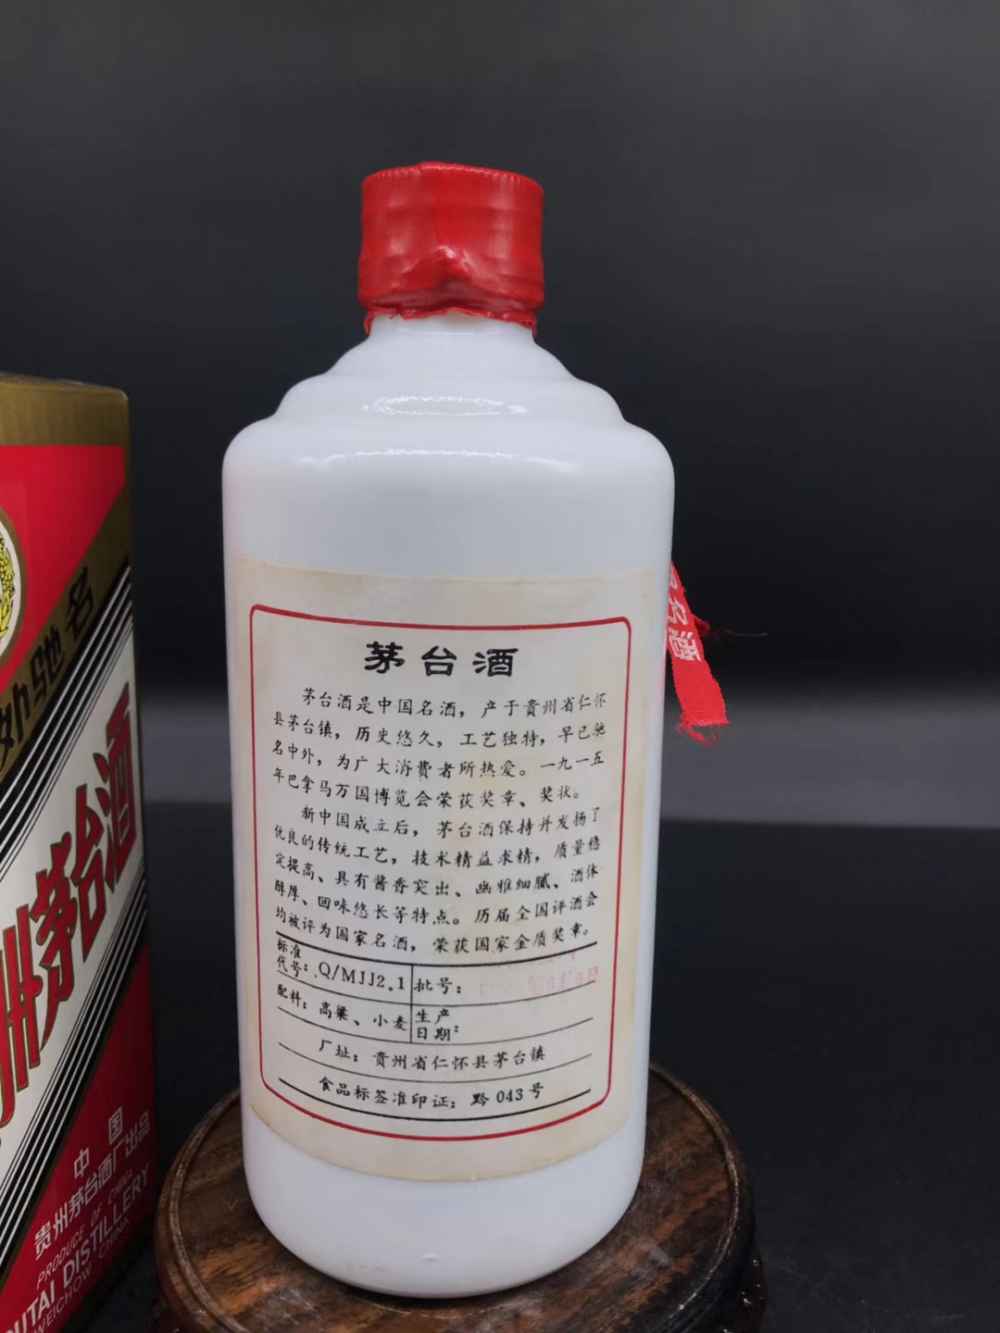 茅台酒
茅台酒是中国名酒，产于贵州省仁怀
县茅台镇，历史悠久，工艺独特，早已驰
名中外，为广大消费者所热爱。一九一五
年巴拿马万国博览会荣获奖章、奖状。
新中国成立后，茅台酒保持并发扬了
优良的传统工艺，技术精益求精，质量稳
定提高、具有酱香突出、幽雅细腻、酒体
醇厚、回味悠长等特点。历届全国评酒会
均被评为国家名酒，荣获国家金质奖章。
标准代号：Q/MJJ2.1 批号：
配料：高粱、小麦 生产日期：
厂址：贵州省仁怀县茅台镇
食品标签准印证：黔 043 号
外驰名
州茅台酒
中国
贵州茅台酒厂出品
PRODUCE OF CHINA
UTAI DISTILLERY
WEICHOW CHINA
酒